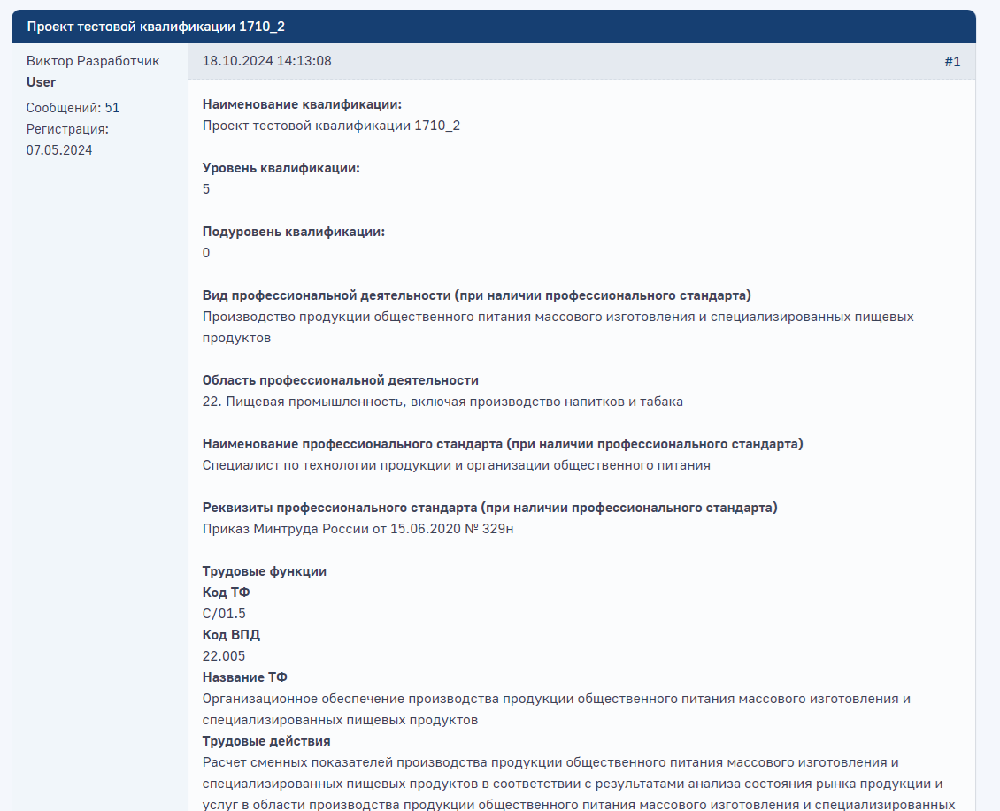 Проект тестовой квалификации 1710_2
Виктор Разработчик
User
Сообщений: 51
Регистрация:
07.05.2024
18.10.2024 14:13:08
#1
Наименование квалификации:
Проект тестовой квалификации 1710_2
Уровень квалификации:
5
Подуровень квалификации:
0
Вид профессиональной деятельности (при наличии профессионального стандарта)
Производство продукции общественного питания массового изготовления и специализированных пищевых
продуктов
Область профессиональной деятельности
22. Пищевая промышленность, включая производство напитков и табака
Наименование профессионального стандарта (при наличии профессионального стандарта)
Специалист по технологии продукции и организации общественного питания
Реквизиты профессионального стандарта (при наличии профессионального стандарта)
Приказ Минтруда России от 15.06.2020 № 329н
Трудовые функции
Код ТФ
C/01.5
Код ВПД
22.005
Название ТФ
Организационное обеспечение производства продукции общественного питания массового изготовления и
специализированных пищевых продуктов
Трудовые действия
Расчет сменных показателей производства продукции общественного питания массового изготовления и
специализированных пищевых продуктов в соответствии с результатами анализа состояния рынка продукции и
услуг в области производства продукции общественного питания массового изготовления и специализированных